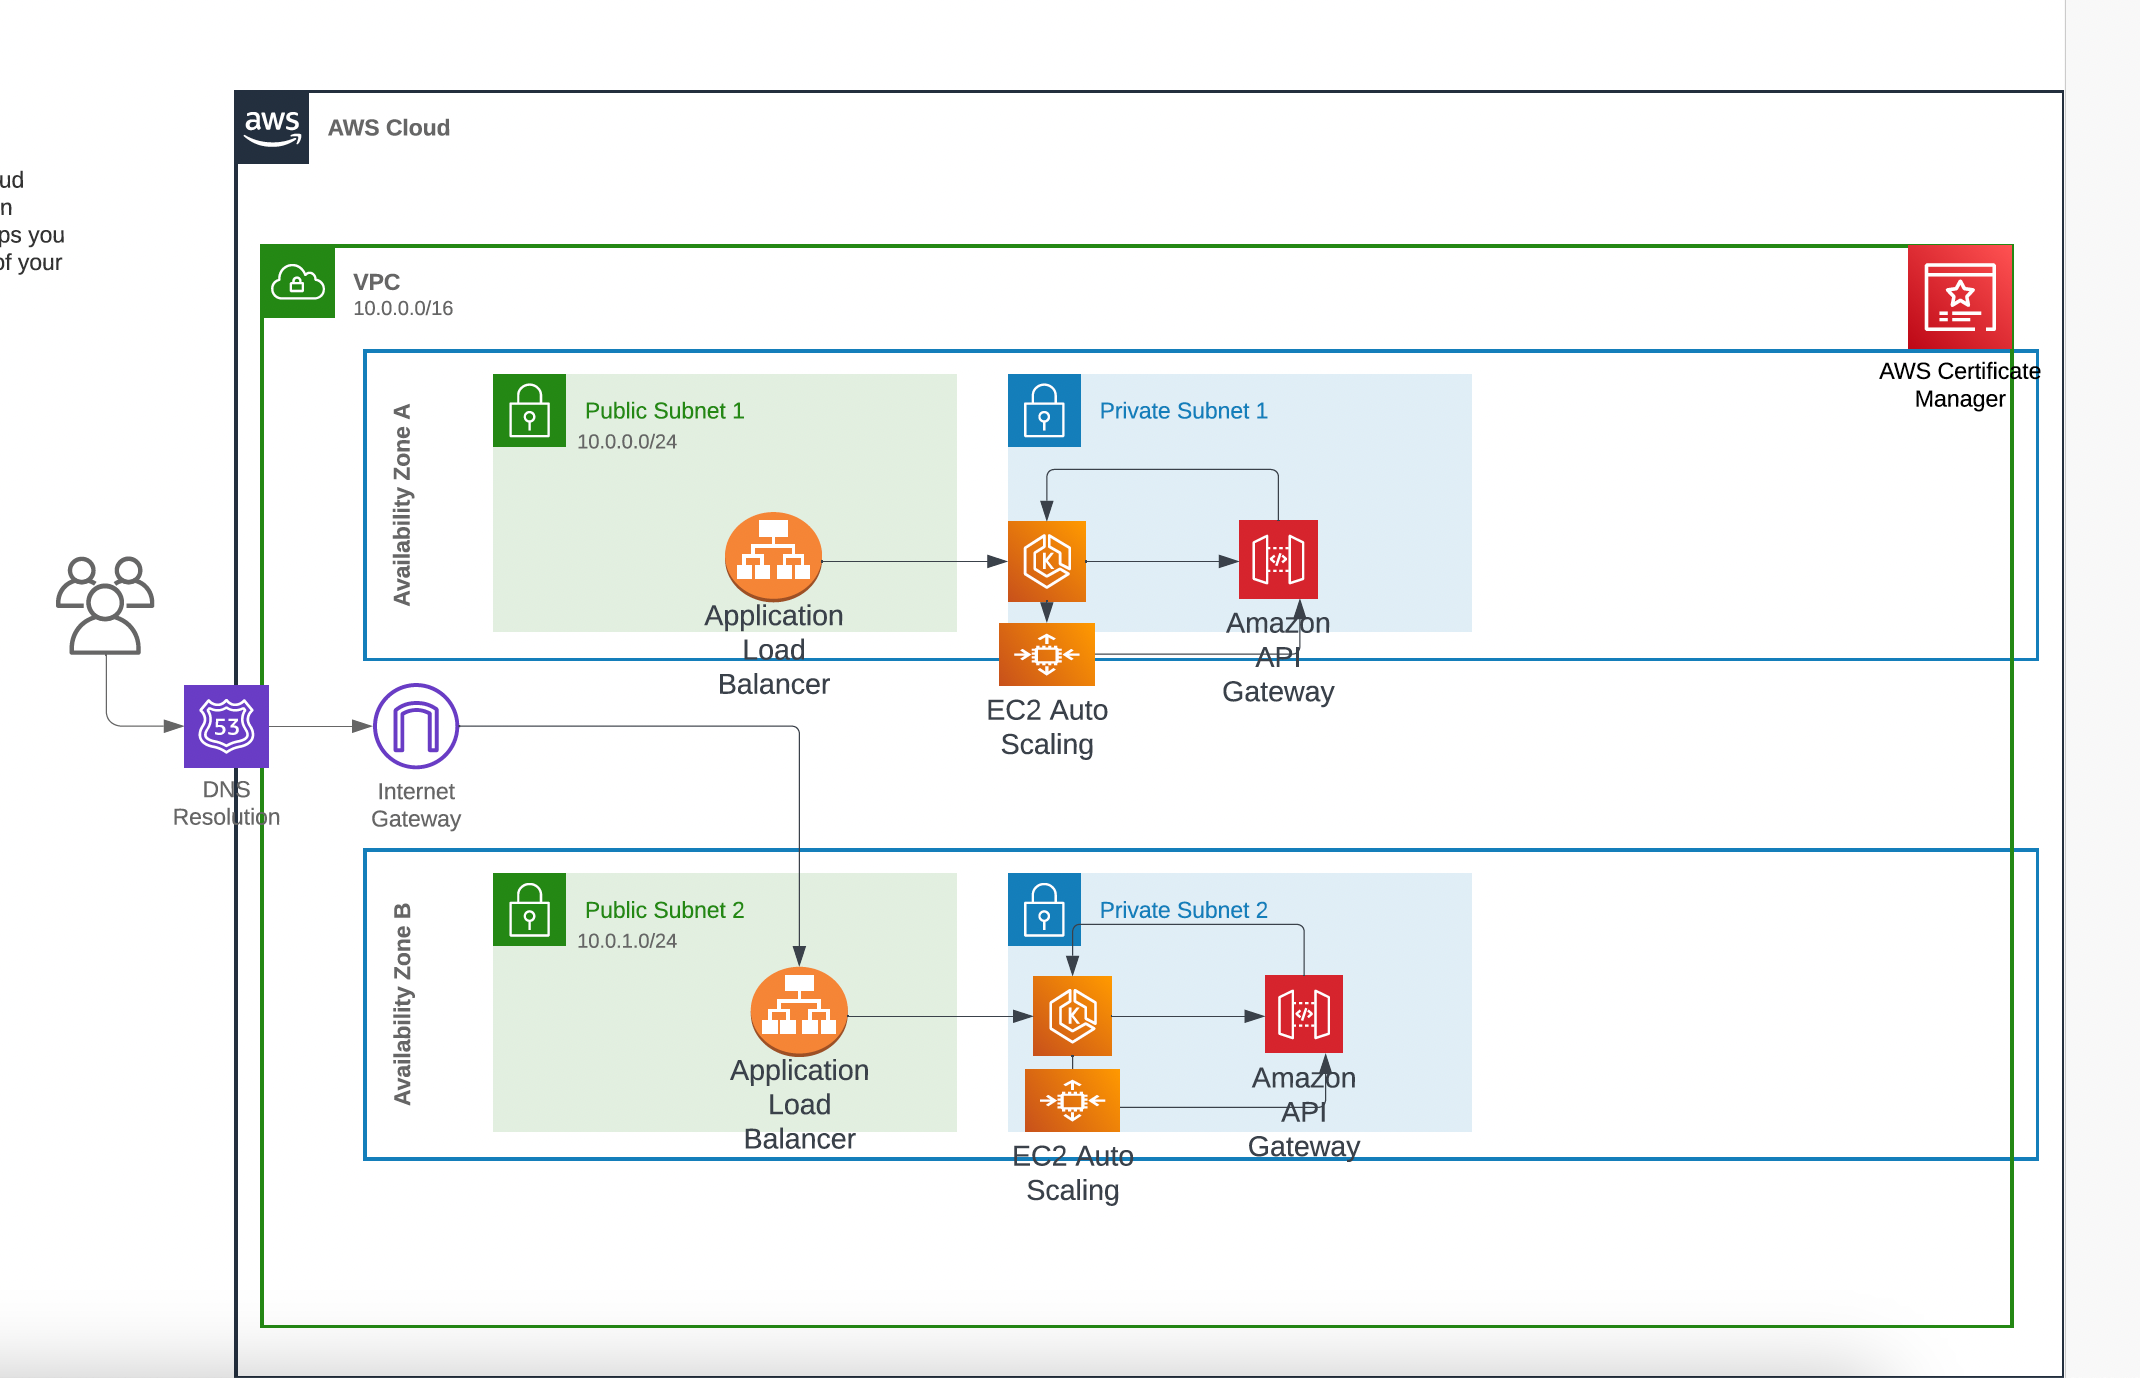 aws
AWS Cloud
ud
n
ps you
of your
VPC
10.0.0.0/16
AWS Certificate
Manager
Availability Zone A
Public Subnet 1
10.0.0.0/24
Private Subnet 1
K
Application
Load
Balancer
Amazon
API
Gateway
EC2 Auto
Scaling
53
DNS
Resolution
Internet
Gateway
Availability Zone B
Public Subnet 2
10.0.1.0/24
Private Subnet 2
K
Application
Load
Balancer
Amazon
API
Gateway
EC2 Auto
Scaling